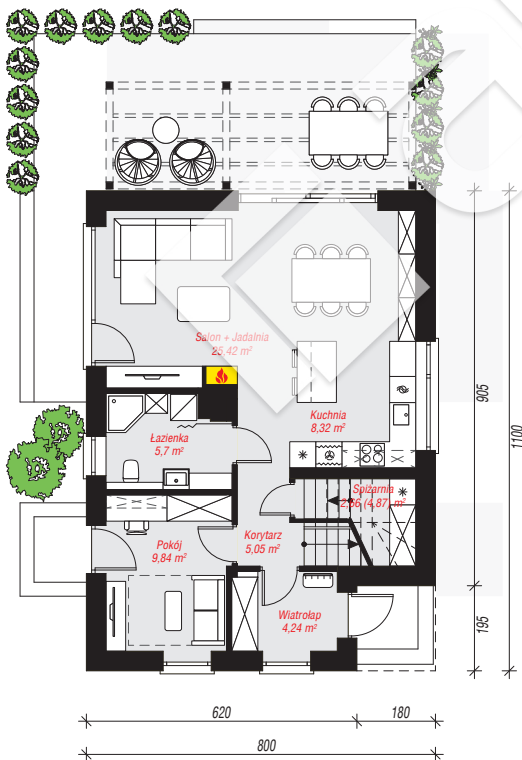 Salon + Jadalnia
25,42 m²
Kuchnia
8,32 m²
Łazienka
5,7 m²
Spiżarnia
2,66 (4,87) m²
Pokój
9,84 m²
Korytarz
5,05 m²
Wiatrołap
4,24 m²
905
1100
195
620
180
800